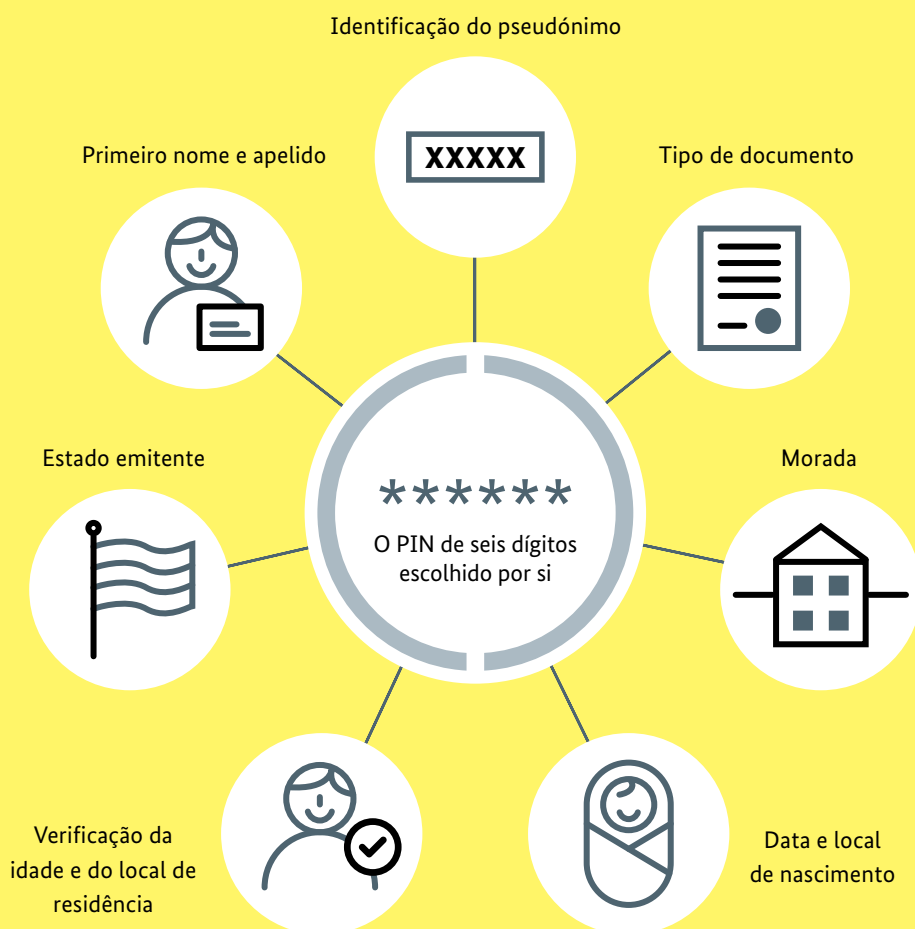 Identificação do pseudónimo
XXXXX
Primeiro nome e apelido
Tipo de documento
Estado emitente
Morada
******
O PIN de seis dígitos
escolhido por si
Verificação da
idade e do local de
residência
Data e local
de nascimento